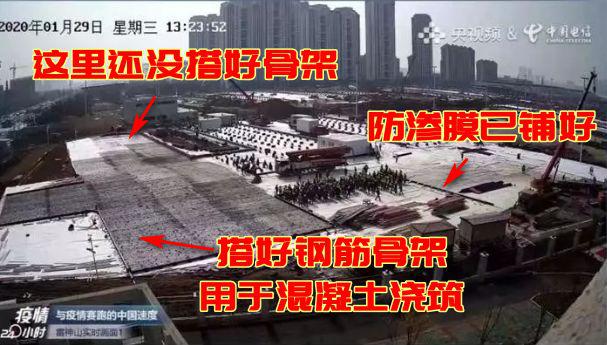 2020年01月29日 星期三 13:23:52
央视频 & 中国电信
CHINA TELECOM
这里还没搭好骨架
防渗膜已铺好
搭好钢筋骨架
用于混凝土浇筑
疫情
24小时
与疫情赛跑的中国速度
雷神山实时画面1